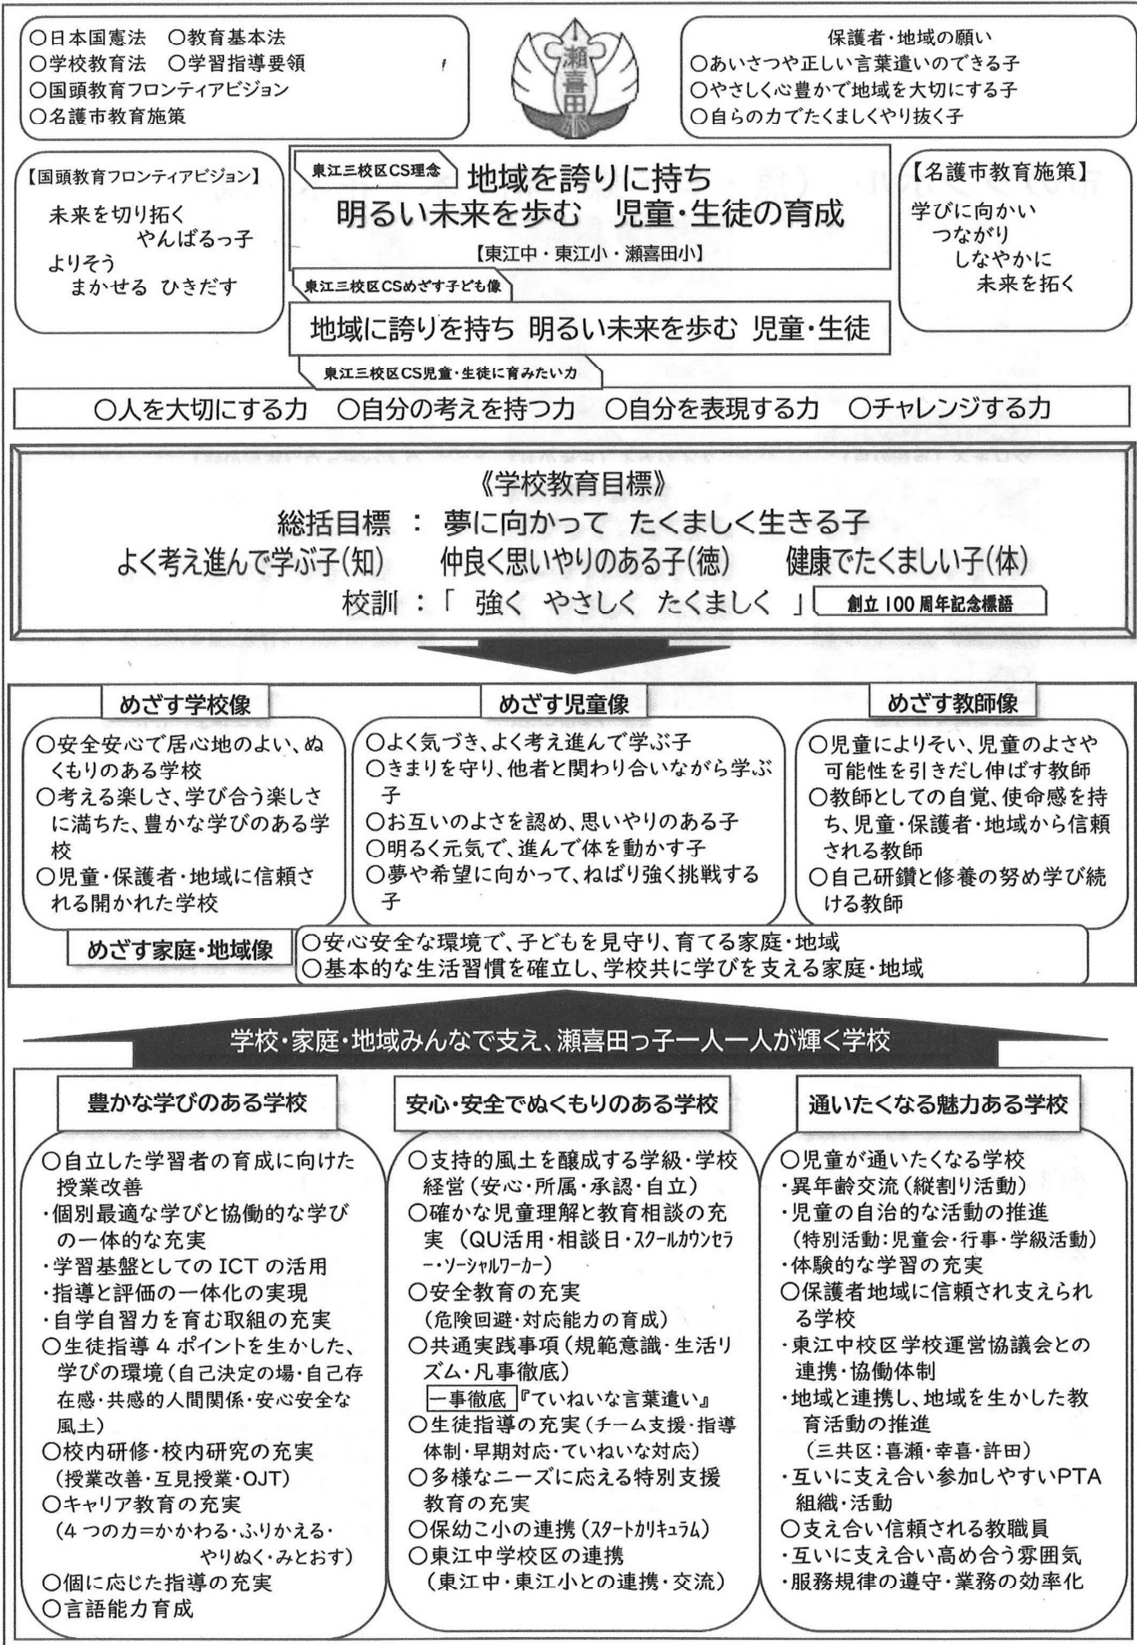 ○日本国憲法 ○教育基本法
○学校教育法 ○学習指導要領
○国頭教育フロンティアビジョン
○名護市教育施策
瀬喜田
小
保護者・地域の願い
○あいさつや正しい言葉遣いのできる子
○やさしく心豊かで地域を大切にする子
○自らの力でたくましくやり抜く子
【国頭教育フロンティアビジョン】
未来を切り拓く
やんばるっ子
よりそう
まかせる ひきだす
東江三校区CS理念
地域を誇りに持ち
明るい未来を歩む 児童・生徒の育成
【東江中・東江小・瀬喜田小】
【名護市教育施策】
学びに向かい
つながり
しなやかに
未来を拓く
東江三校区CSめざす子ども像
地域に誇りを持ち 明るい未来を歩む 児童・生徒
東江三校区CS児童・生徒に育みたい力
○人を大切にする力 ○自分の考えを持つ力 ○自分を表現する力 ○チャレンジする力
《学校教育目標》
総括目標 : 夢に向かって たくましく生きる子
よく考え進んで学ぶ子(知) 仲良く思いやりのある子(徳) 健康でたくましい子(体)
校訓 :「 強く やさしく たくましく 」 創立100周年記念標語
めざす学校像
○安全安心で居心地のよい、ぬ
くもりのある学校
○考える楽しさ、学び合う楽しさ
に満ちた、豊かな学びのある学
校
○児童・保護者・地域に信頼さ
れる開かれた学校
めざす児童像
○よく気づき、よく考え進んで学ぶ子
○きまりを守り、他者と関わり合いながら学ぶ
子
○お互いのよさを認め、思いやりのある子
○明るく元気で、進んで体を動かす子
○夢や希望に向かって、ねばり強く挑戦する
子
めざす教師像
○児童によりそい、児童のよさや
可能性を引きだし伸ばす教師
○教師としての自覚、使命感を持
ち、児童・保護者・地域から信頼
される教師
○自己研鑽と修養の努め学び続
ける教師
めざす家庭・地域像
○安心安全な環境で、子どもを見守り、育てる家庭・地域
○基本的な生活習慣を確立し、学校共に学びを支える家庭・地域
学校・家庭・地域みんなで支え、瀬喜田っ子一人一人が輝く学校
豊かな学びのある学校
○自立した学習者の育成に向けた
授業改善
・個別最適な学びと協働的な学び
の一体的な充実
・学習基盤としての ICT の活用
・指導と評価の一体化の実現
・自学自習力を育む取組の充実
○生徒指導 4 ポイントを生かした、
学びの環境(自己決定の場・自己存
在感・共感的人間関係・安心安全な
風土)
○校内研修・校内研究の充実
(授業改善・互見授業・OJT)
○キャリア教育の充実
(4 つの力=かかわる・ふりかえる・
やりぬく・みとおす)
○個に応じた指導の充実
○言語能力育成
安心・安全でぬくもりのある学校
○支持的風土を醸成する学級・学校
経営(安心・所属・承認・自立)
○確かな児童理解と教育相談の充
実 (QU活用・相談日・スクールカウンセラ
ー・ソーシャルワーカー)
○安全教育の充実
(危険回避・対応能力の育成)
○共通実践事項(規範意識・生活リ
ズム・凡事徹底)
一事徹底『ていねいな言葉遣い』
○生徒指導の充実(チーム支援・指導
体制・早期対応・ていねいな対応)
○多様なニーズに応える特別支援
教育の充実
○保幼こ小の連携(スタートカリキュラム)
○東江中学校区の連携
(東江中・東江小との連携・交流)
通いたくなる魅力ある学校
○児童が通いたくなる学校
・異年齢交流(縦割り活動)
・児童の自治的な活動の推進
(特別活動:児童会・行事・学級活動)
・体験的な学習の充実
○保護者地域に信頼され支えられ
る学校
・東江中校区学校運営協議会との
連携・協働体制
・地域と連携し、地域を生かした教
育活動の推進
(三共区:喜瀬・幸喜・許田)
・互いに支え合い参加しやすいPTA
組織・活動
○支え合い信頼される教職員
・互いに支え合い高め合う雰囲気
・服務規律の遵守・業務の効率化